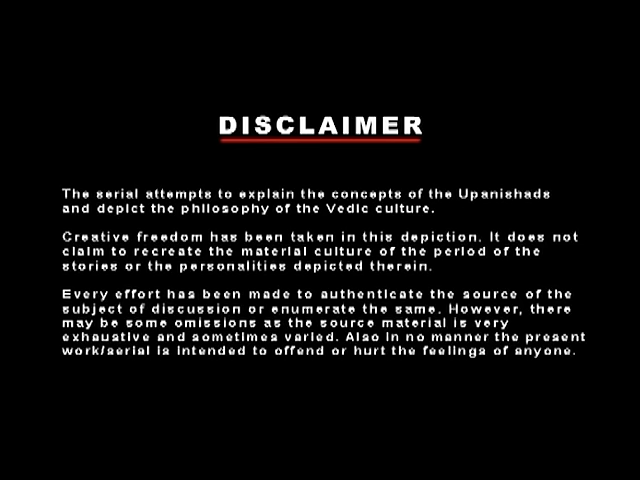 DISCLAIMER
The serial attempts to explain the concepts of the Upanishads
and depict the philosophy of the Vedic culture.
Creative freedom has been taken in this depiction. It does not
claim to recreate the material culture of the period of the
stories or the personalities depicted therein.
Every effort has been made to authenticate the source of the
subject of discussion or enumerate the same. However, there
may be some omissions as the source material is very
exhaustive and sometimes varied. Also in no manner the present
work/serial is intended to offend or hurt the feelings of anyone.